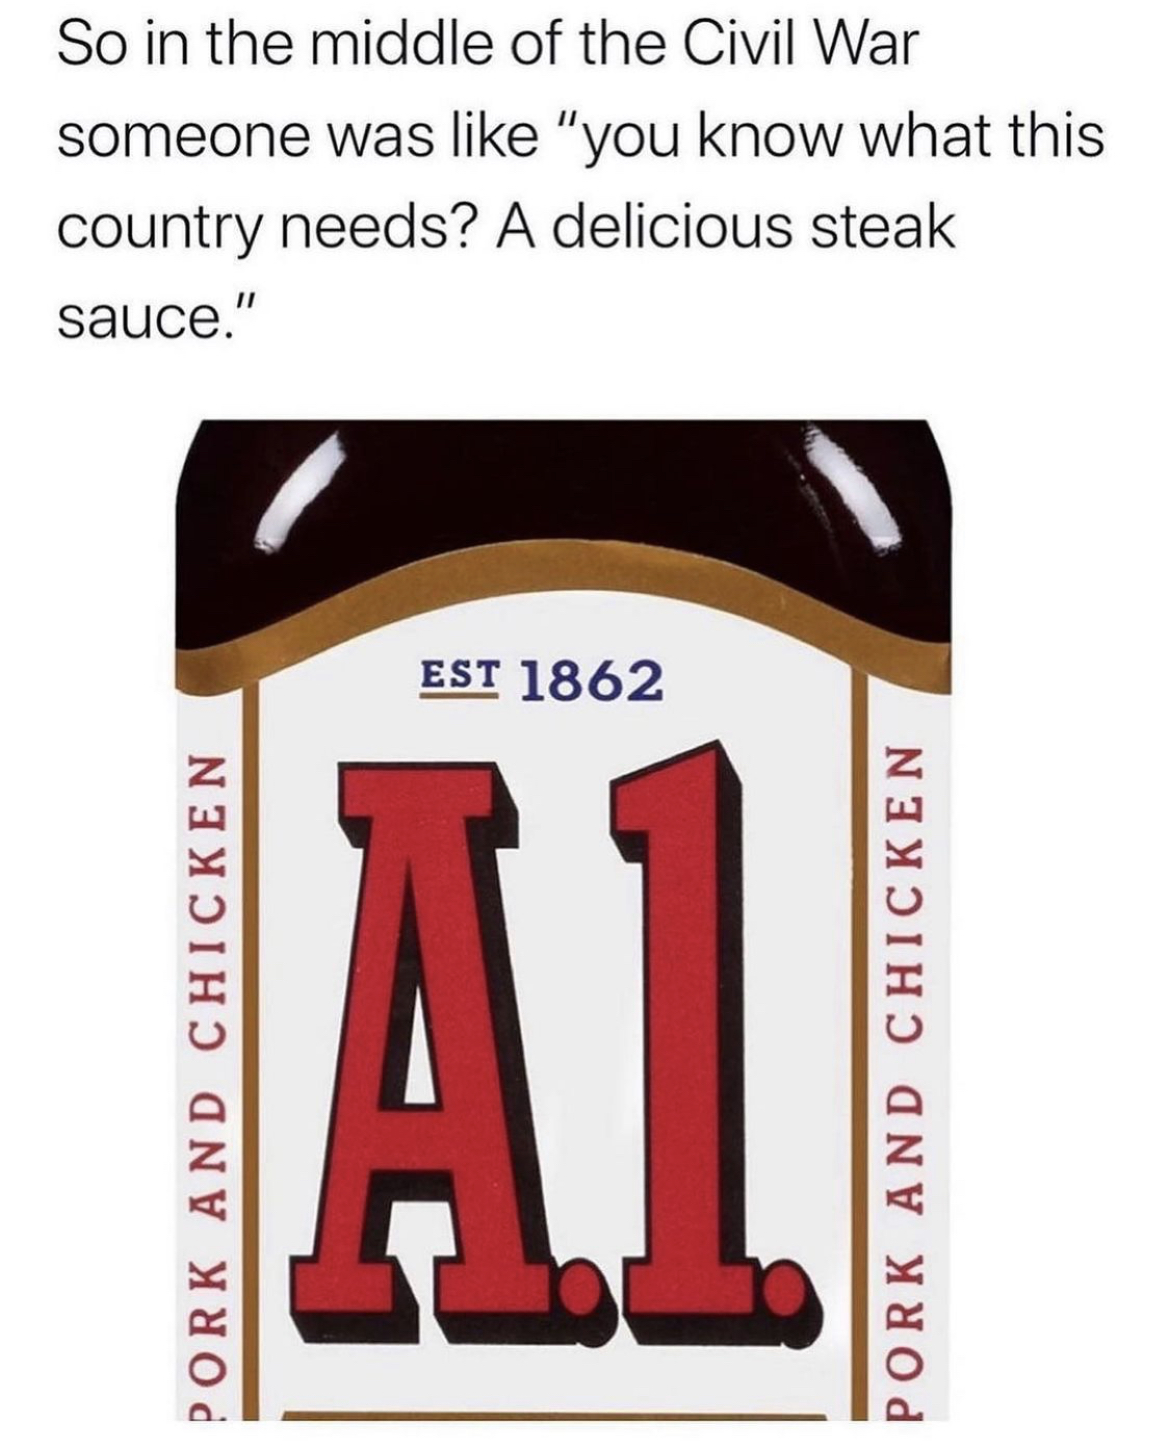 So in the middle of the Civil War
someone was like “you know what this
country needs? A delicious steak
sauce.”
EST 1862
PORK AND CHICKEN
A.1.
PORK AND CHICKEN